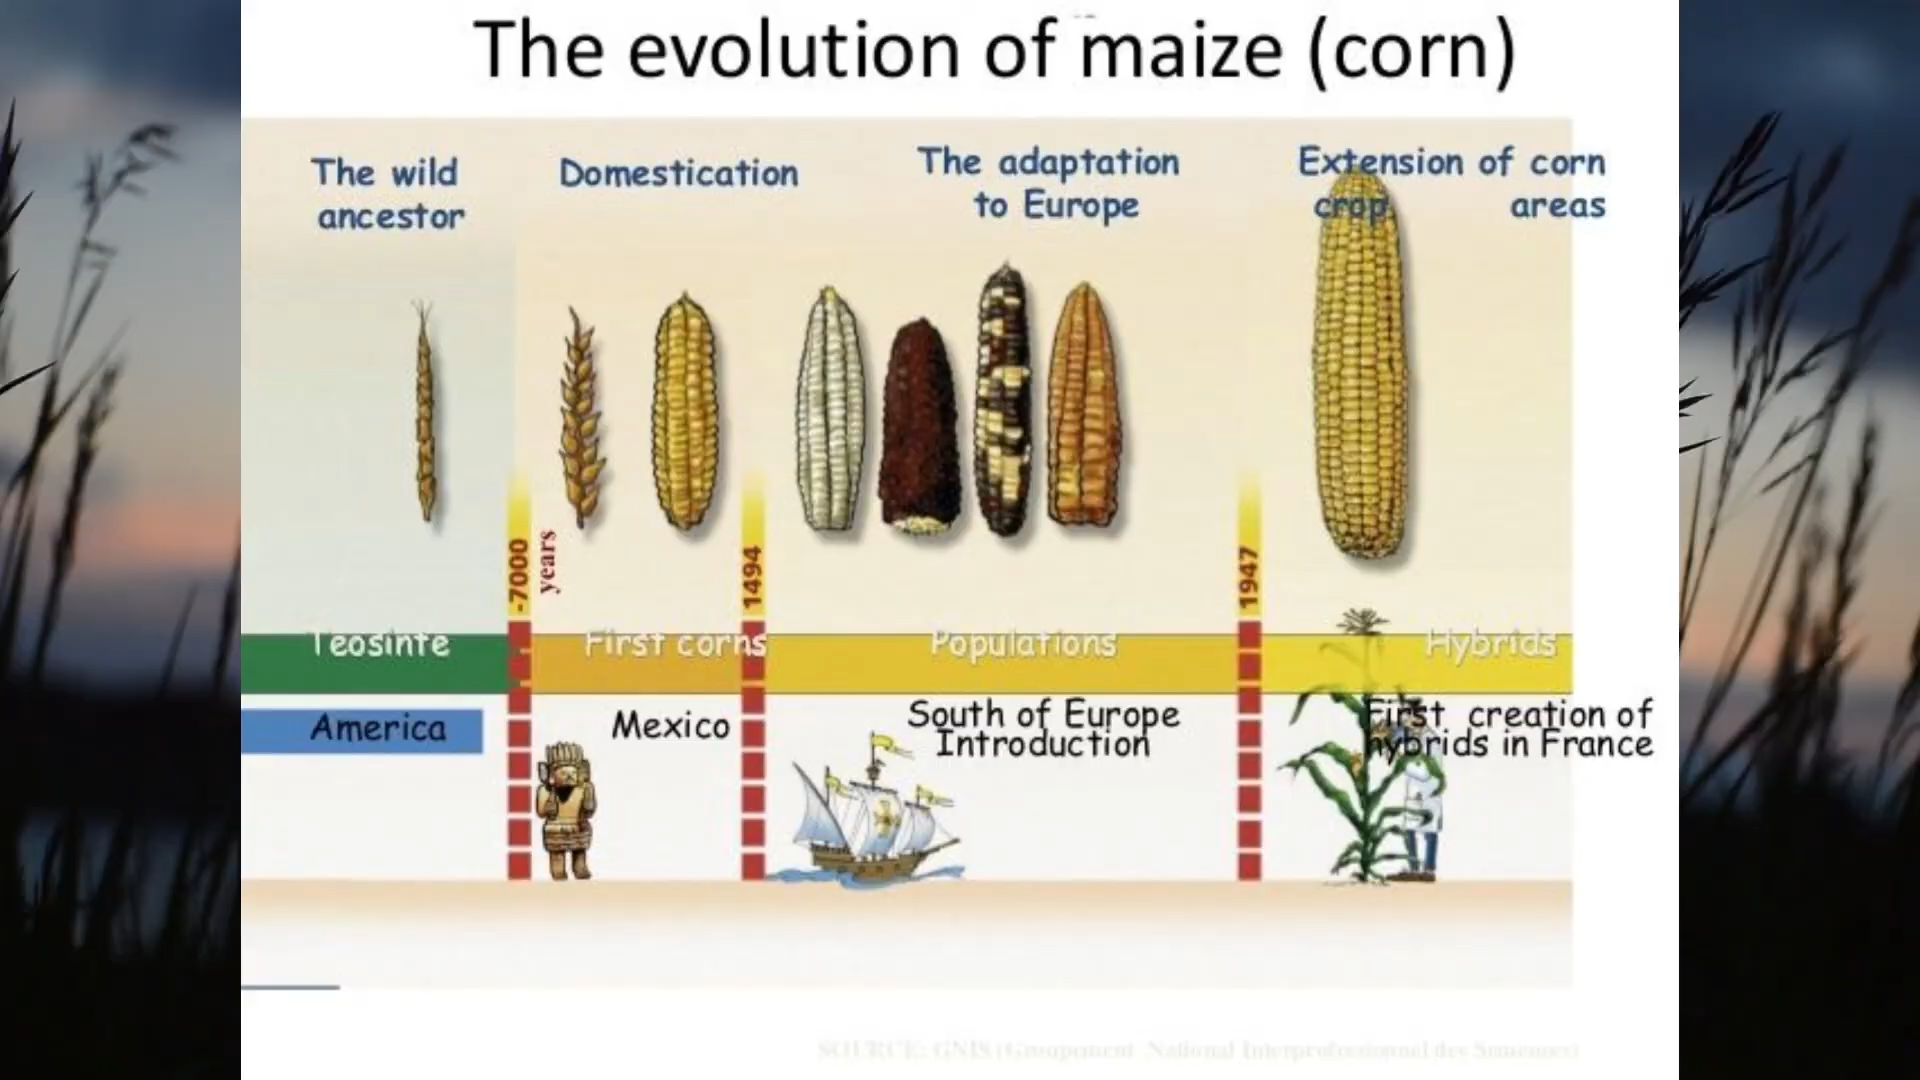 The evolution of maize (corn)
The wild
ancestor
Domestication
The adaptation
to Europe
Extension of corn
crop areas
-7000
years
1494
1947
Teosinte
First corns
Populations
Hybrids
America
Mexico
South of Europe
Introduction
First creation of
hybrids in France
SOURCE: GNIS (Groupement National Interprofessionnel des Semences)